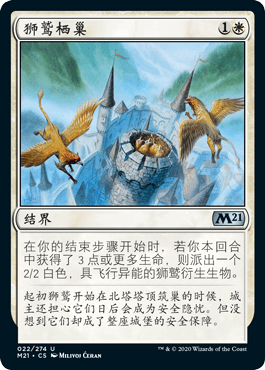 狮鹫栖巢 1
结界 M21
在你的结束步骤开始时，若你本回合
中获得了 3 点或更多生命，则派出一个
2/2 白色，具飞行异能的狮鹫衍生生物。
起初狮鹫开始在北塔塔顶筑巢的时候，城
主还担心它们日后会成为安全隐忧。但没
想到它们却成了整座城堡的安全保障。
022/274 U
M21 • CS MILIVOJ ĆERAN
™ & © 2020 Wizards of the Coast